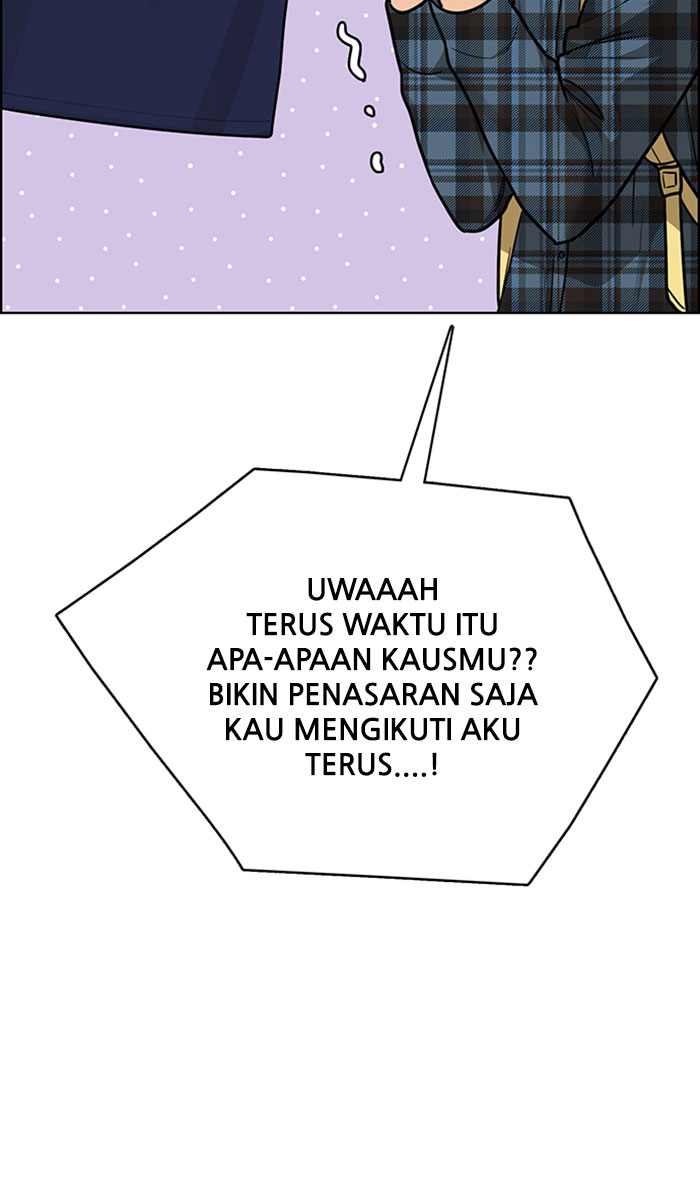 UWAAAH
TERUS WAKTU ITU
APA-APAAN KAUSMU??
BIKIN PENASARAN SAJA
KAU MENGIKUTI AKU
TERUS....!